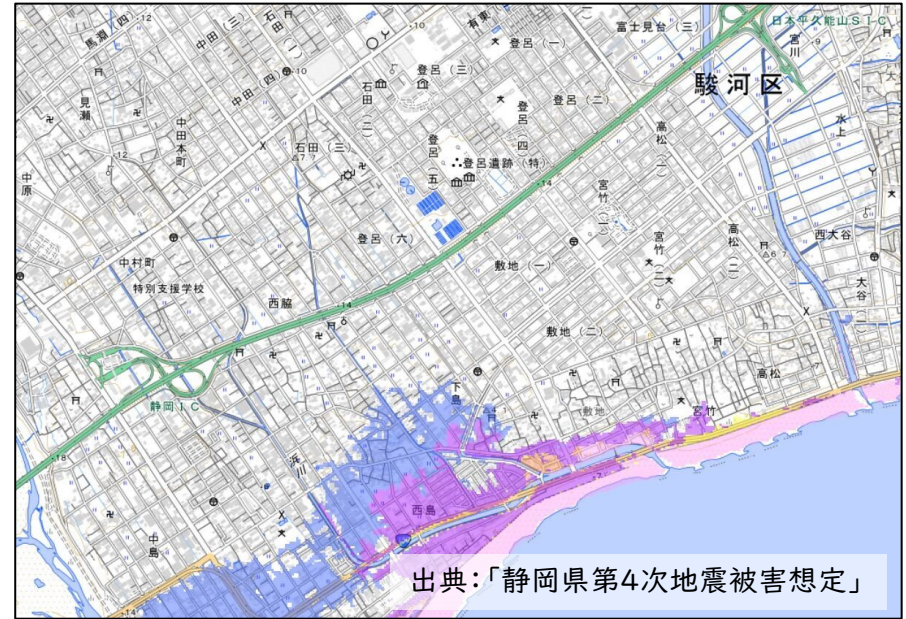 馬淵(四)
中田(三)
石田(一)
有東(一)
富士見台(三)
日本平久能山SIC
宮川
駿河区
登呂(一)
登呂(三)
登呂(二)
中田(四)
石田(二)
見瀬
中田本町
登呂(四)
高松(一)
水上
石田(三)
登呂(五)
登呂遺跡(特)
中原
登呂(六)
宮竹(一)
宮竹(二)
高松(二)
西大谷
中村町
敷地(一)
特別支援学校
大谷(二)
西脇
敷地(二)
静岡IC
下島
高松
敷地
宮竹
浜川
西島
中島
出典:「静岡県第4次地震被害想定」